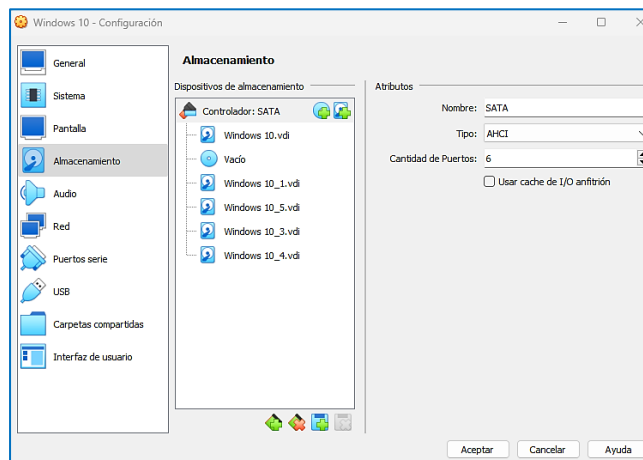 Windows 10 - Configuración
General
Sistema
Pantalla
Almacenamiento
Audio
Red
Puertos serie
USB
Carpetas compartidas
Interfaz de usuario
Almacenamiento
Dispositivos de almacenamiento
Controlador: SATA
Windows 10.vdi
Vacío
Windows 10_1.vdi
Windows 10_5.vdi
Windows 10_3.vdi
Windows 10_4.vdi
Atributos
Nombre: SATA
Tipo: AHCI
Cantidad de Puertos: 6
Usar cache de I/O anfitrión
Aceptar Cancelar Ayuda